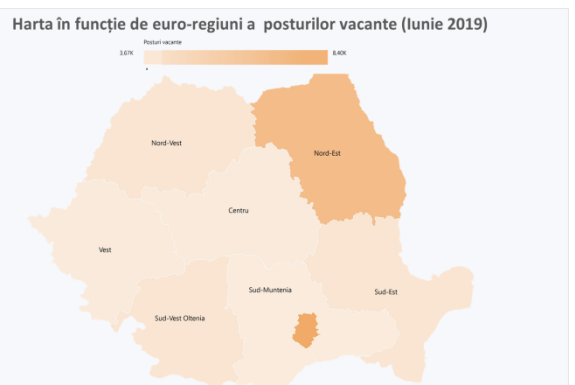 Harta în funcție de euro-regiuni a posturilor vacante (Iunie 2019)
Posturi vacante
3,67K 8,40K
Nord-Vest
Nord-Est
Centru
Vest
Sud-Muntenia
Sud-Est
Sud-Vest Oltenia